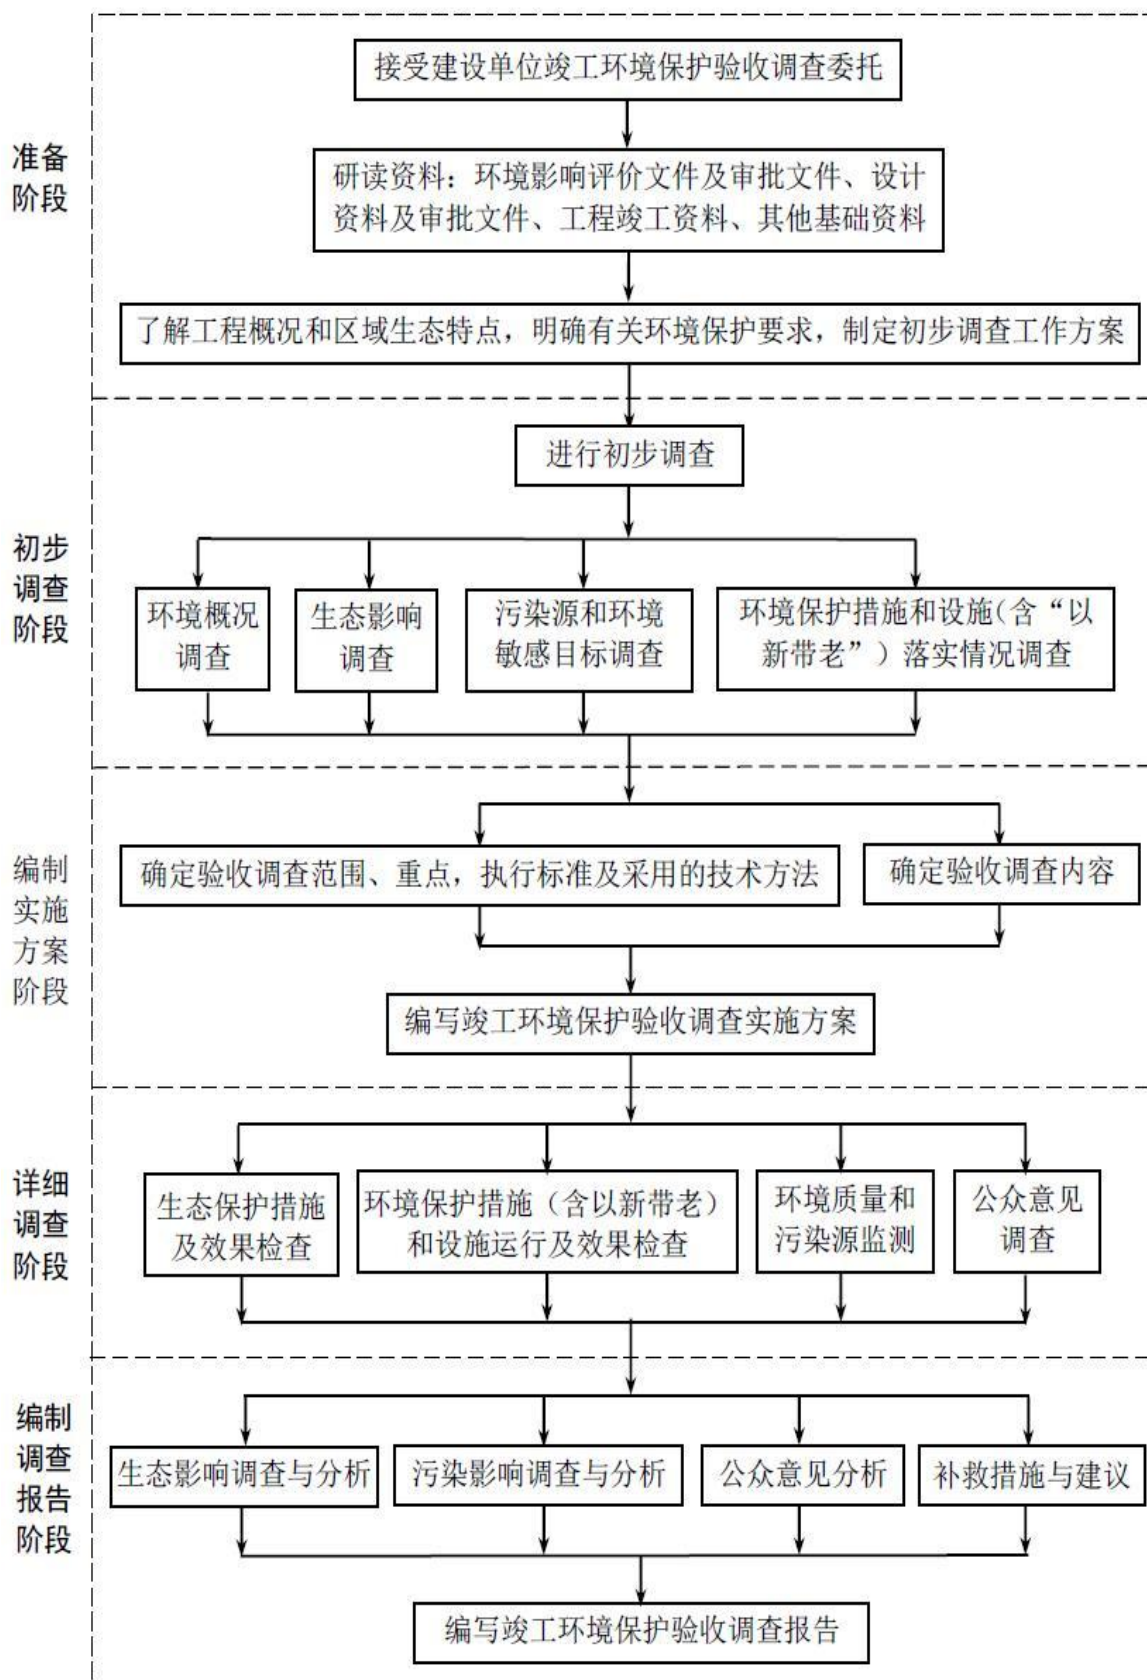 接受建设单位竣工环境保护验收调查委托
准备
阶段
研读资料：环境影响评价文件及审批文件、设计
资料及审批文件、工程竣工资料、其他基础资料
了解工程概况和区域生态特点，明确有关环境保护要求，制定初步调查工作方案
进行初步调查
初步
调查
阶段
环境概况
调查
生态影响
调查
污染源和环境
敏感目标调查
环境保护措施和设施(含“以
新带老”）落实情况调查
编制
实施
方案
阶段
确定验收调查范围、重点，执行标准及采用的技术方法
确定验收调查内容
编写竣工环境保护验收调查实施方案
详细
调查
阶段
生态保护措施
及效果检查
环境保护措施（含以新带老）
和设施运行及效果检查
环境质量和
污染源监测
公众意见
调查
编制
调查
报告
阶段
生态影响调查与分析
污染影响调查与分析
公众意见分析
补救措施与建议
编写竣工环境保护验收调查报告